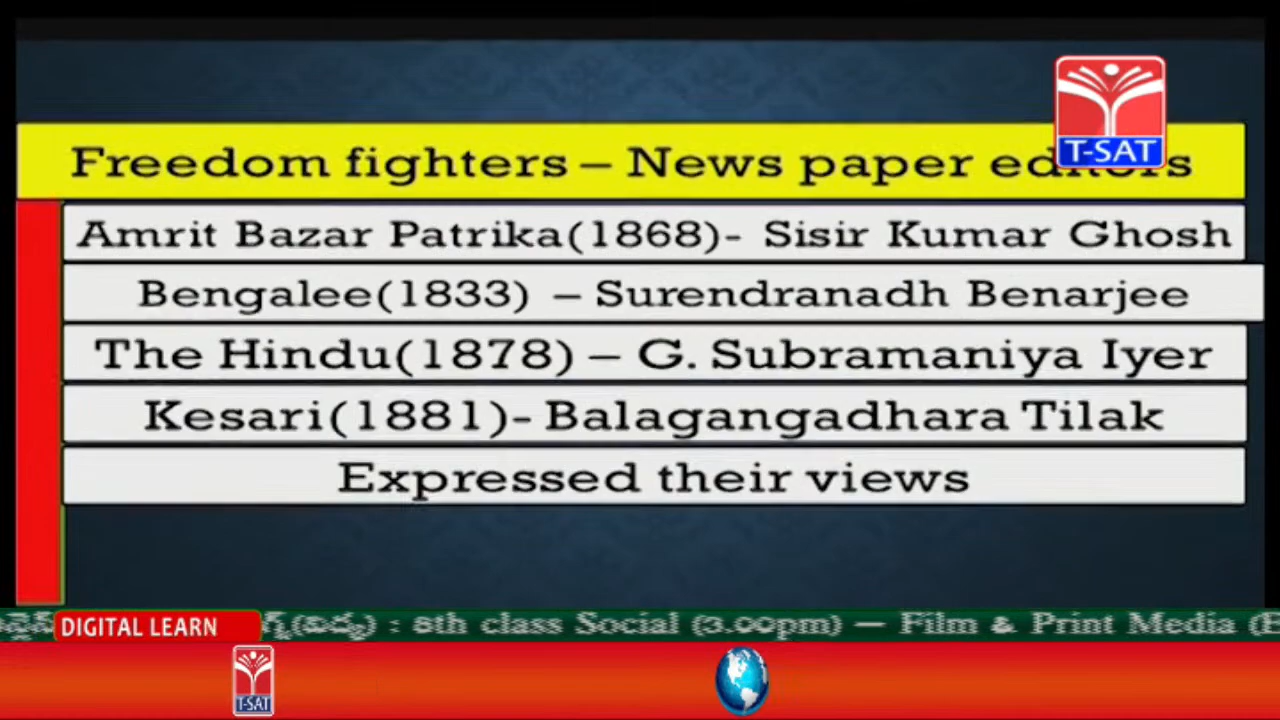 T-SAT
Freedom fighters – News paper editors
Amrit Bazar Patrika(1868)- Sisir Kumar Ghosh
Bengalee(1833) – Surendranadh Benarjee
The Hindu(1878) – G. Subramaniya Iyer
Kesari(1881)- Balagangadhara Tilak
Expressed their views
DIGITAL LEARN : 8th class Social (3.00pm) – Film & Print Media (E
T-SAT